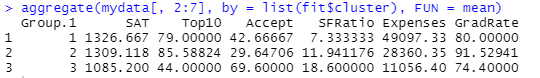 > aggregate(mydata[, 2:7], by = list(fit$cluster), FUN = mean)
Group.1 SAT Top10 Accept SFRatio Expenses GradRate
1 1 1326.667 79.00000 42.66667 7.333333 49097.33 80.00000
2 2 1309.118 85.58824 29.64706 11.941176 28360.35 91.52941
3 3 1085.200 44.00000 69.60000 18.600000 11056.40 74.40000